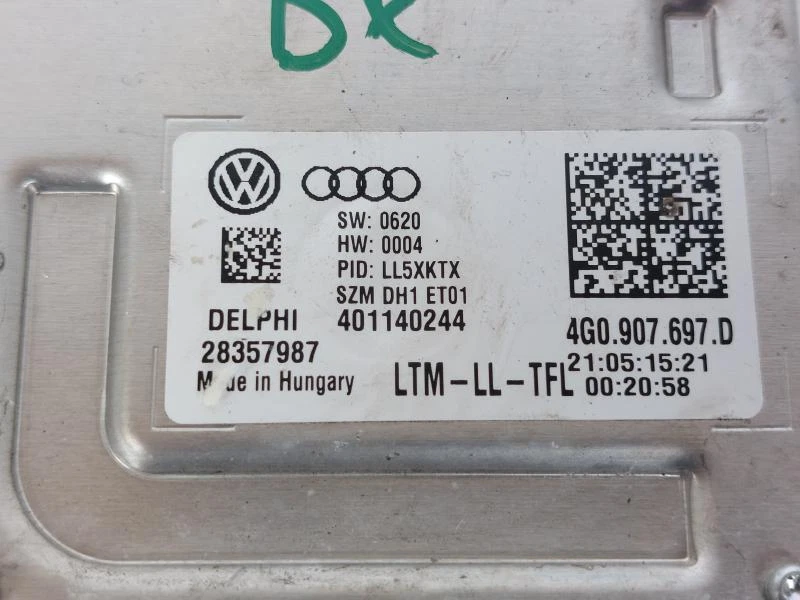 DK
SW: 0620
HW: 0004
PID: LL5XKTX
SZM DH1 ET01
DELPHI 401140244
28357987
Made in Hungary
LTM-LL-TFL
4G0.907.697.D
21:05:15:21
00:20:58